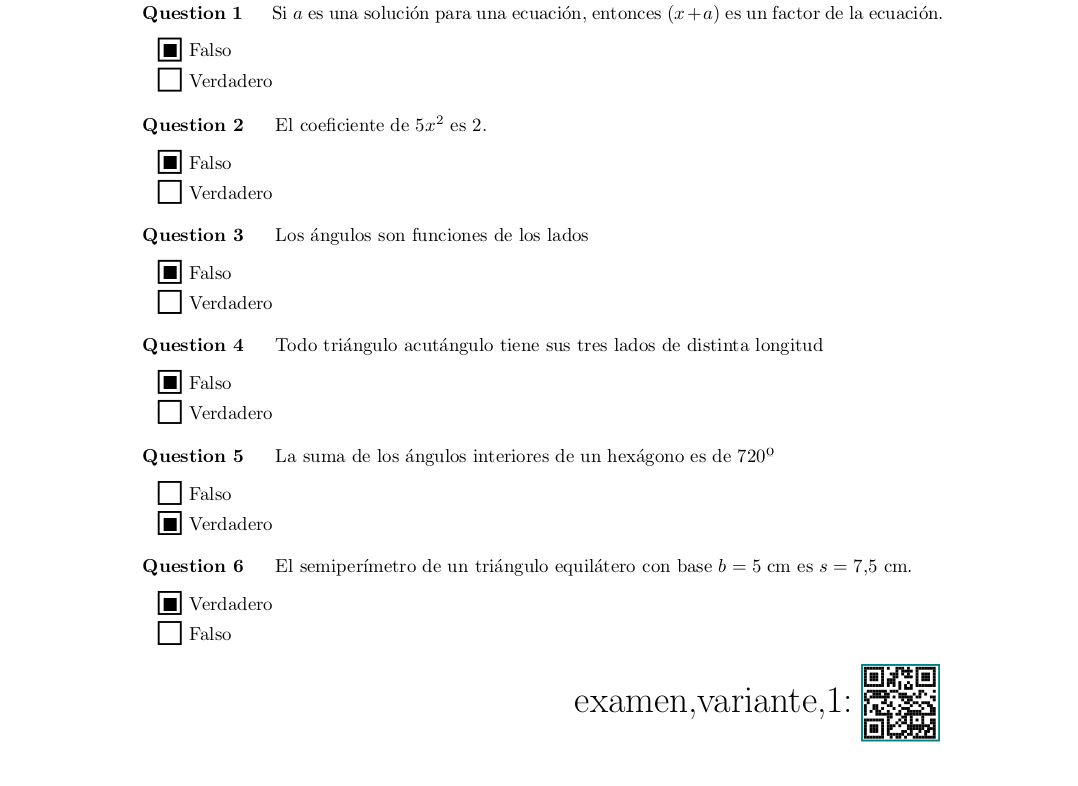 Question 1 Si a es una solución para una ecuación, entonces (x+a) es un factor de la ecuación.
Falso
Verdadero
Question 2 El coeficiente de 5x² es 2.
Falso
Verdadero
Question 3 Los ángulos son funciones de los lados
Falso
Verdadero
Question 4 Todo triángulo acutángulo tiene sus tres lados de distinta longitud
Falso
Verdadero
Question 5 La suma de los ángulos interiores de un hexágono es de 720º
Falso
Verdadero
Question 6 El semiperímetro de un triángulo equilátero con base b = 5 cm es s = 7,5 cm.
Verdadero
Falso
examen,variante,1: